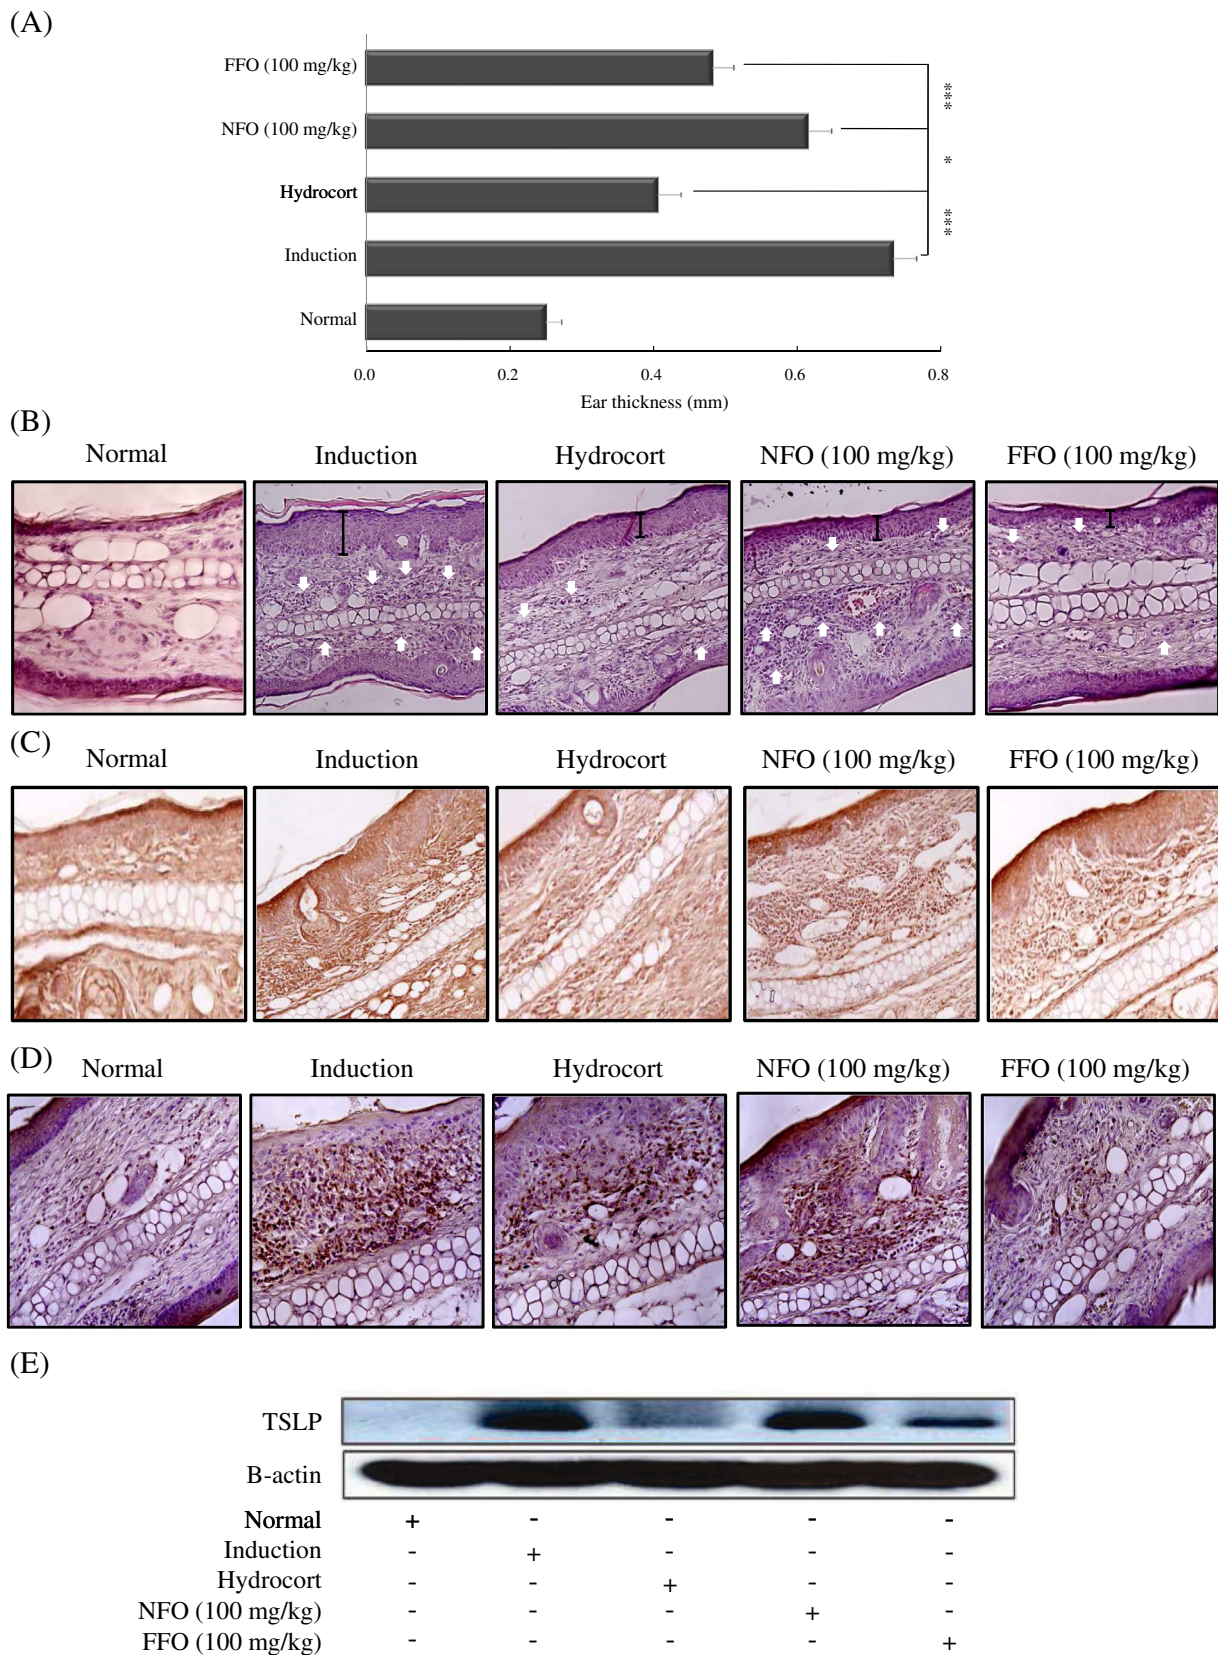 (A)
FFO (100 mg/kg)
***
NFO (100 mg/kg)
*
Hydrocort
***
Induction
Normal
0.0 0.2 0.4 0.6 0.8
Ear thickness (mm)
(B)
Normal Induction Hydrocort NFO (100 mg/kg) FFO (100 mg/kg)
(C)
Normal Induction Hydrocort NFO (100 mg/kg) FFO (100 mg/kg)
(D)
Normal Induction Hydrocort NFO (100 mg/kg) FFO (100 mg/kg)
(E)
TSLP
B-actin
Normal + - - - -
Induction - + - - -
Hydrocort - - + - -
NFO (100 mg/kg) - - - + -
FFO (100 mg/kg) - - - - +